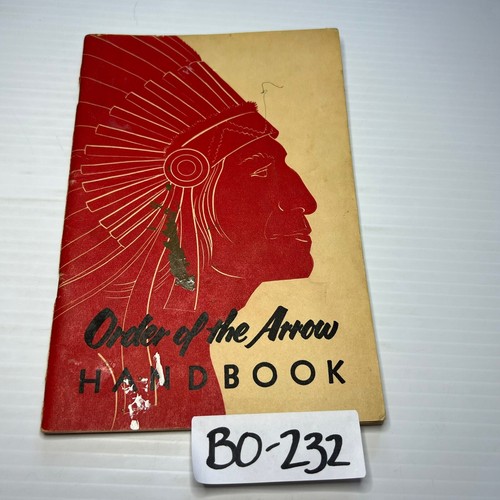 Order of the Arrow
HANDBOOK
BO-232